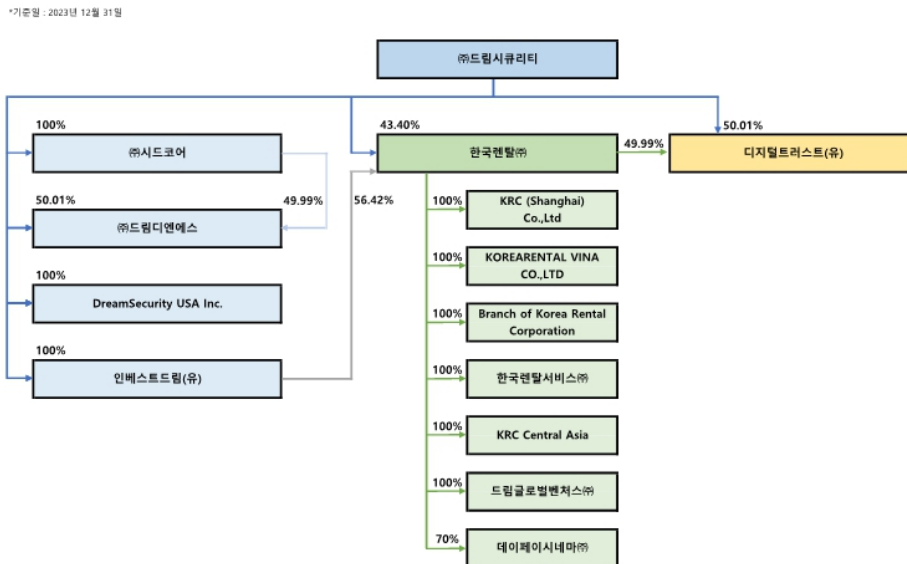 *기준일 : 2023년 12월 31일
㈜드림시큐리티
100%
㈜시드코어
43.40%
한국렌탈㈜
49.99%
50.01%
디지털트러스트(유)
50.01%
㈜드림디엔에스
49.99%
56.42%
100%
DreamSecurity USA Inc.
100%
인베스트드림(유)
100%
KRC (Shanghai)
Co.,Ltd
100%
KOREARENTAL VINA
CO.,LTD
100%
Branch of Korea Rental
Corporation
100%
한국렌탈서비스㈜
100%
KRC Central Asia
100%
드림글로벌벤처스㈜
70%
데이페이시네마㈜